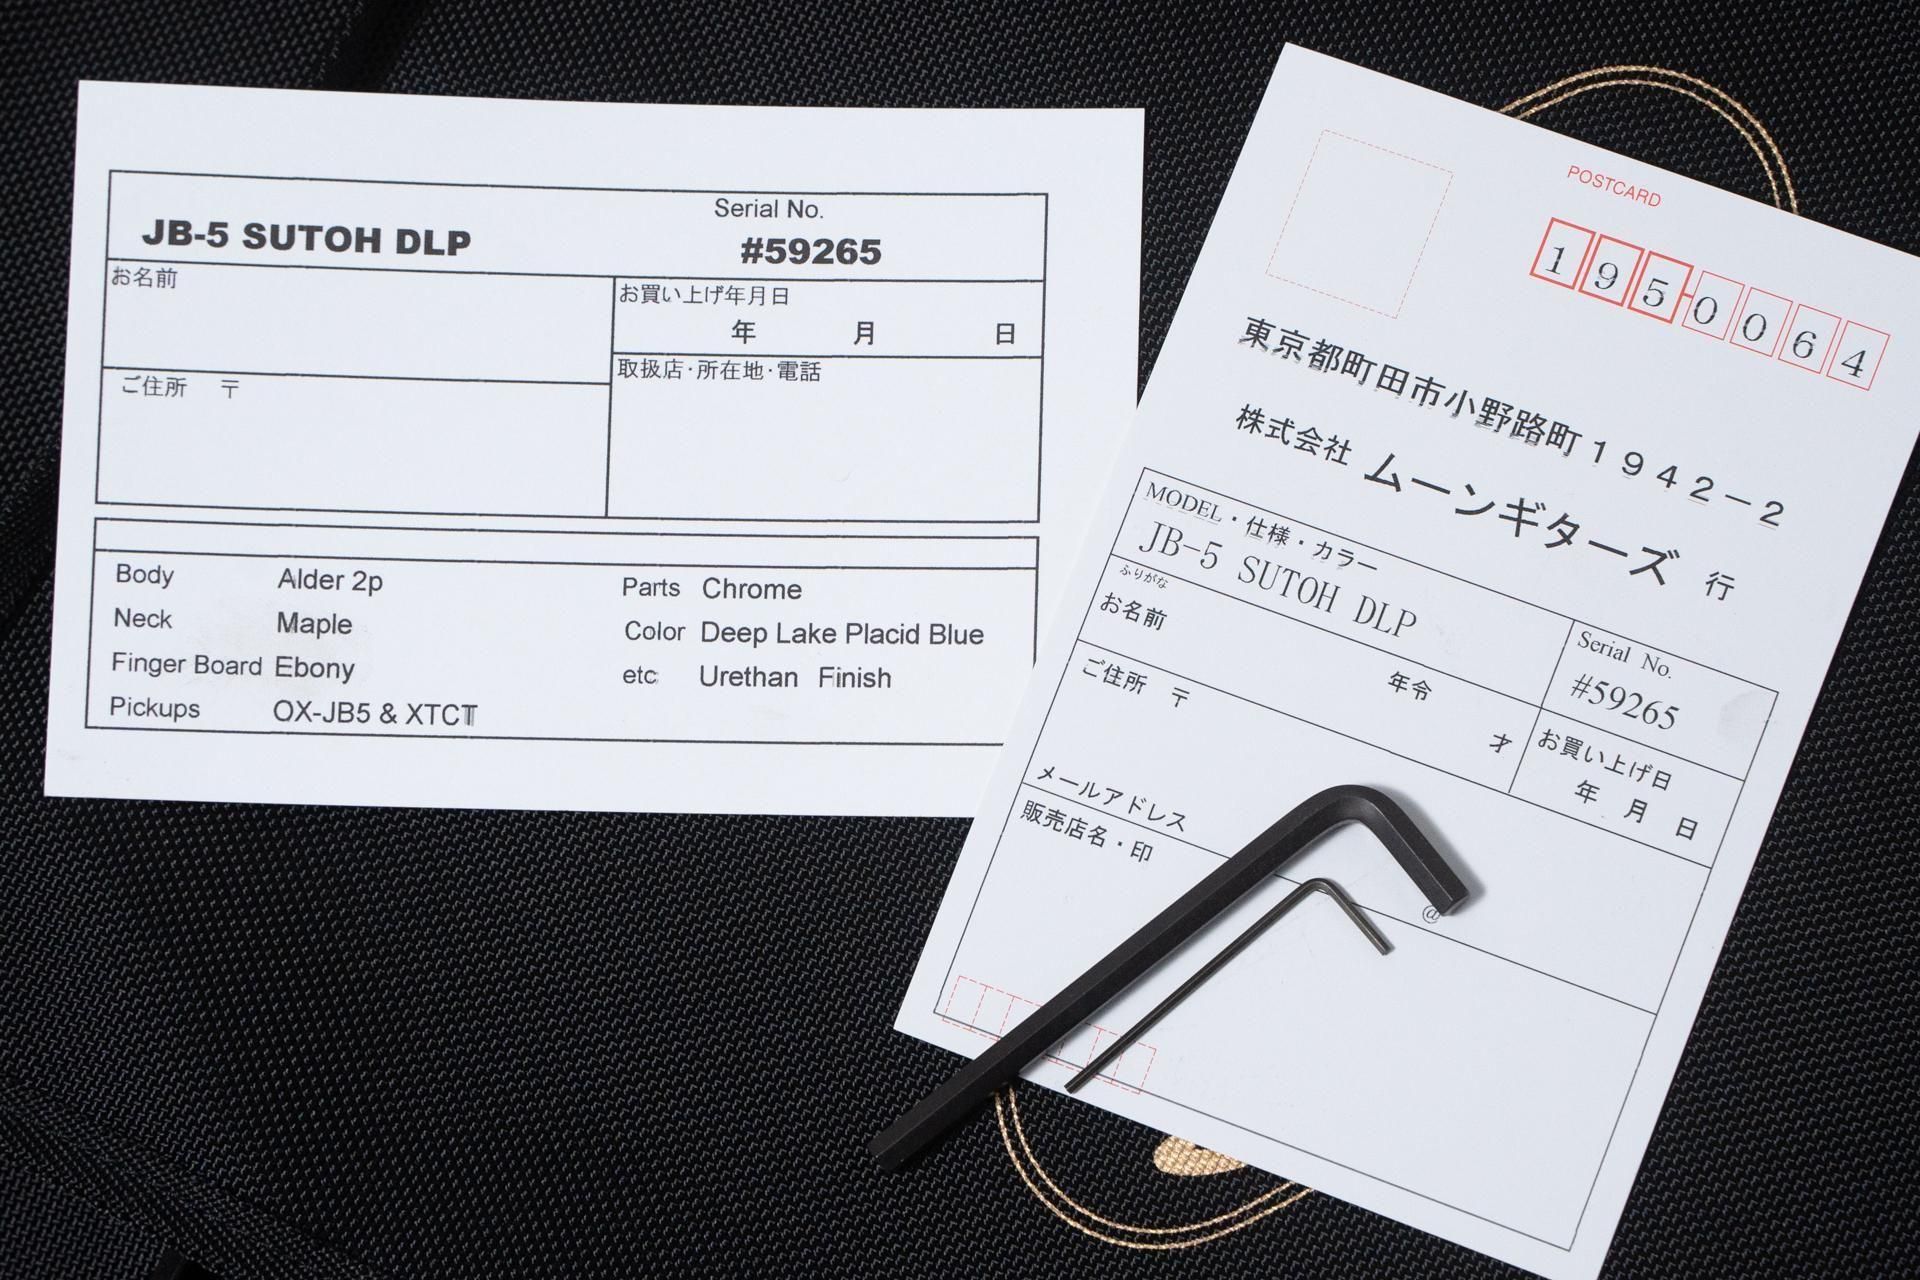 JB-5 SUTOH DLP
Serial No.
#59265
お名前
お買い上げ年月日
年 月 日
ご住所 〒
取扱店・所在地・電話
Body Alder 2p
Neck Maple
Finger Board Ebony
Pickups OX-JB5 & XTCT
Parts Chrome
Color Deep Lake Placid Blue
etc Urethan Finish
POSTCARD
1950064
東京都町田市小野路町1942-2
株式会社 ムーンギターズ 行
MODEL・仕様・カラー
JB-5 SUTOH DLP
Serial No.
#59265
ふりがな
お名前
年令
才
お買い上げ日
年 月 日
ご住所 〒
メールアドレス
@
販売店名・印